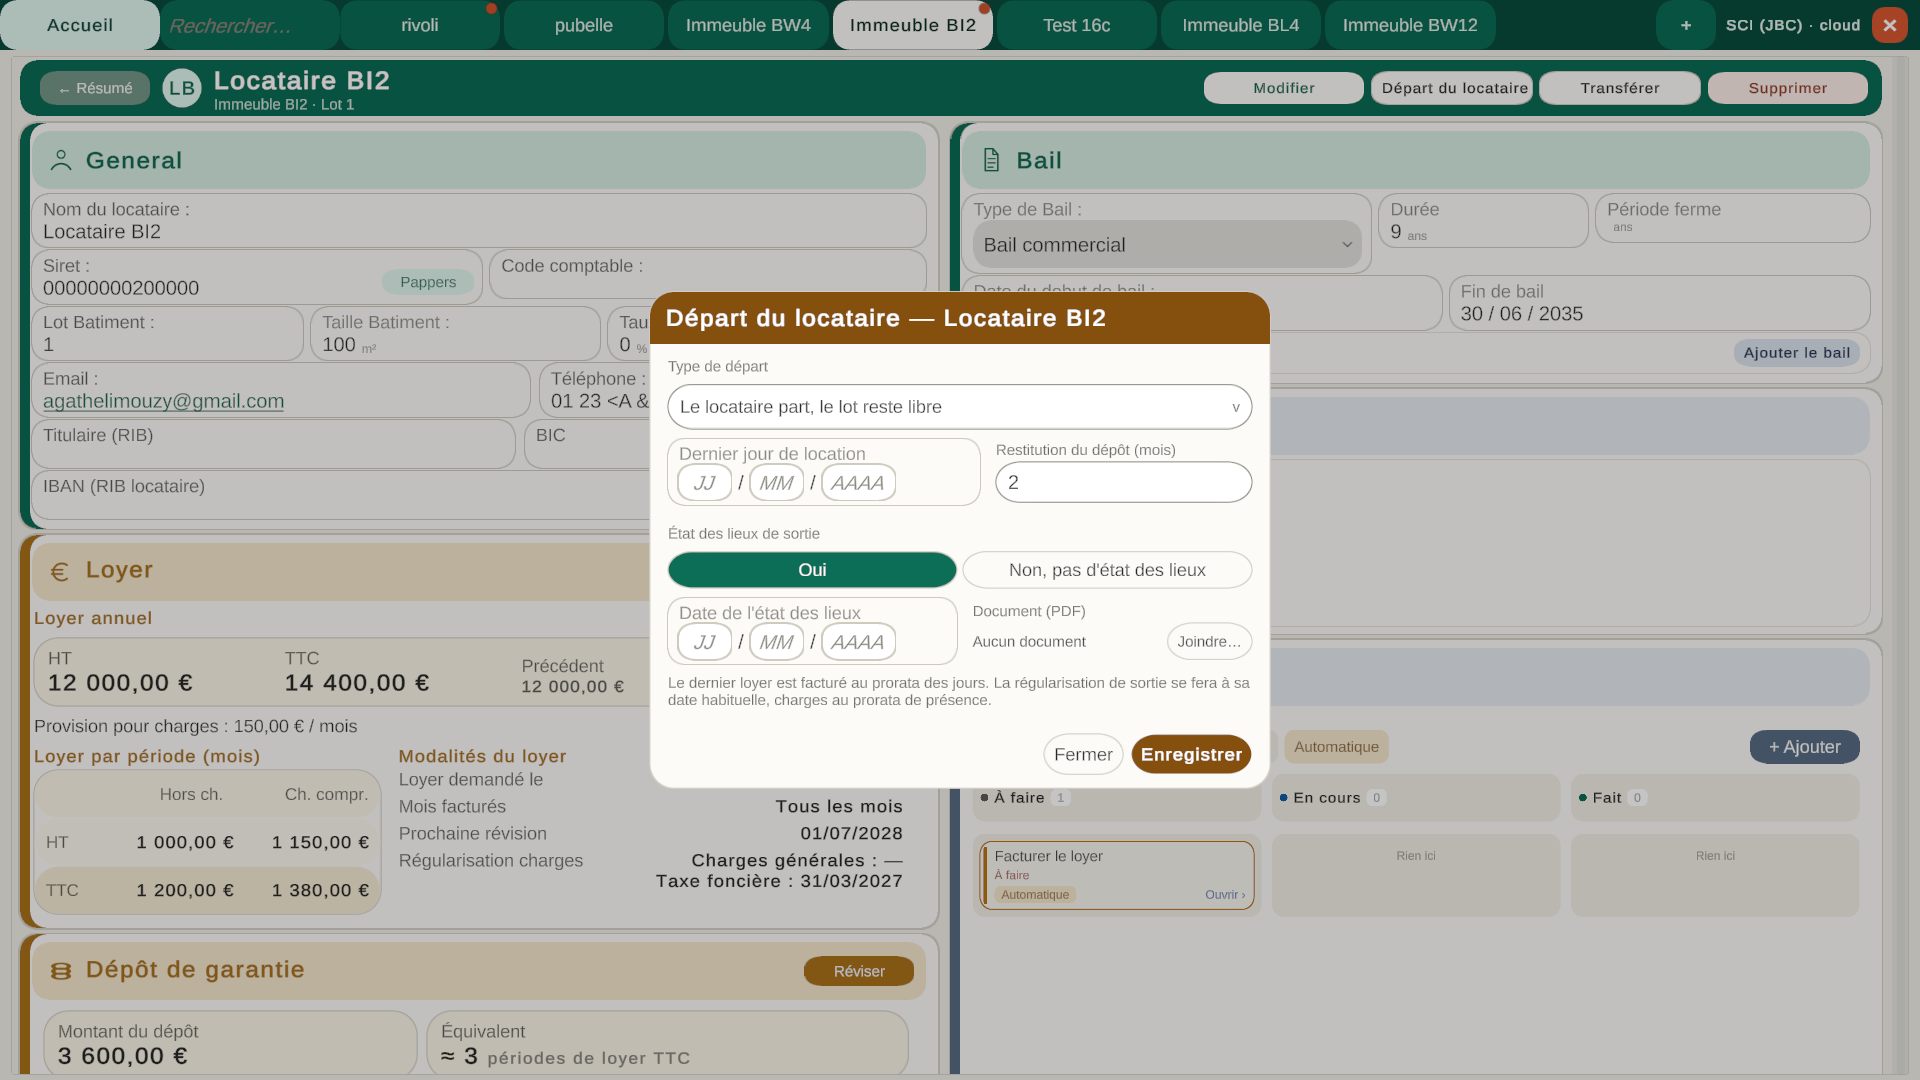 Accueil
Rechercher...
rivoli
pubelle
Immeuble BW4
Immeuble BI2
Test 16c
Immeuble BL4
Immeuble BW12
+
SCI (JBC) · cloud
×
← Résumé
LB
Locataire BI2
Immeuble BI2 · Lot 1
Modifier
Départ du locataire
Transférer
Supprimer
General
Nom du locataire :
Locataire BI2
Siret :
00000000200000
Pappers
Code comptable :
Lot Batiment :
1
Taille Batiment :
100 m²
Tau
0 %
Email :
agathelimouzy@gmail.com
Téléphone :
01 23 <A &
Titulaire (RIB)
BIC
IBAN (RIB locataire)
Bail
Type de Bail :
Bail commercial
Durée
9 ans
Période ferme
ans
Date du debut de bail :
Fin de bail
30 / 06 / 2035
Ajouter le bail
Départ du locataire — Locataire BI2
Type de départ
Le locataire part, le lot reste libre
v
Dernier jour de location
JJ / MM / AAAA
Restitution du dépôt (mois)
2
État des lieux de sortie
Oui
Non, pas d'état des lieux
Date de l'état des lieux
JJ / MM / AAAA
Document (PDF)
Aucun document
Joindre...
Le dernier loyer est facturé au prorata des jours. La régularisation de sortie se fera à sa
date habituelle, charges au prorata de présence.
Fermer
Enregistrer
€ Loyer
Loyer annuel
HT
12 000,00 €
TTC
14 400,00 €
Précédent
12 000,00 €
Provision pour charges : 150,00 € / mois
Loyer par période (mois)
Hors ch.
Ch. compr.
HT
1 000,00 €
1 150,00 €
TTC
1 200,00 €
1 380,00 €
Modalités du loyer
Loyer demandé le
Mois facturés
Tous les mois
Prochaine révision
01/07/2028
Régularisation charges
Charges générales : —
Taxe foncière : 31/03/2027
Dépôt de garantie
Réviser
Montant du dépôt
3 600,00 €
Équivalent
≈ 3 périodes de loyer TTC
Automatique
+ Ajouter
À faire 1
En cours 0
Fait 0
Facturer le loyer
À faire
Automatique
Ouvrir ›
Rien ici
Rien ici